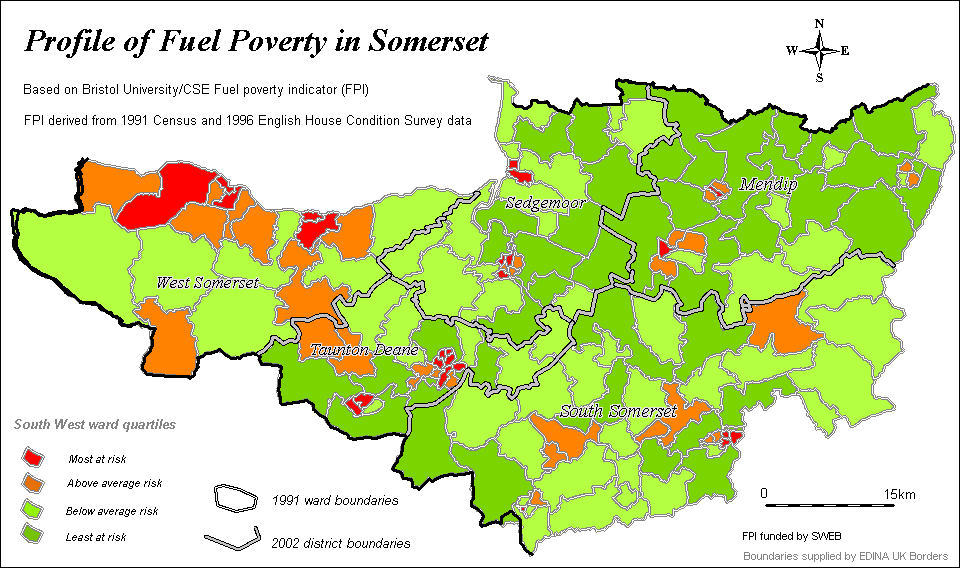 Profile of Fuel Poverty in Somerset
N
W E
S
Based on Bristol University/CSE Fuel poverty indicator (FPI)
FPI derived from 1991 Census and 1996 English House Condition Survey data
Mendip
Sedgemoor
West Somerset
Taunton Deane
South Somerset
South West ward quartiles
Most at risk
Above average risk
Below average risk
Least at risk
1991 ward boundaries
2002 district boundaries
0 15km
FPI funded by SWEB
Boundaries supplied by EDINA UK Borders